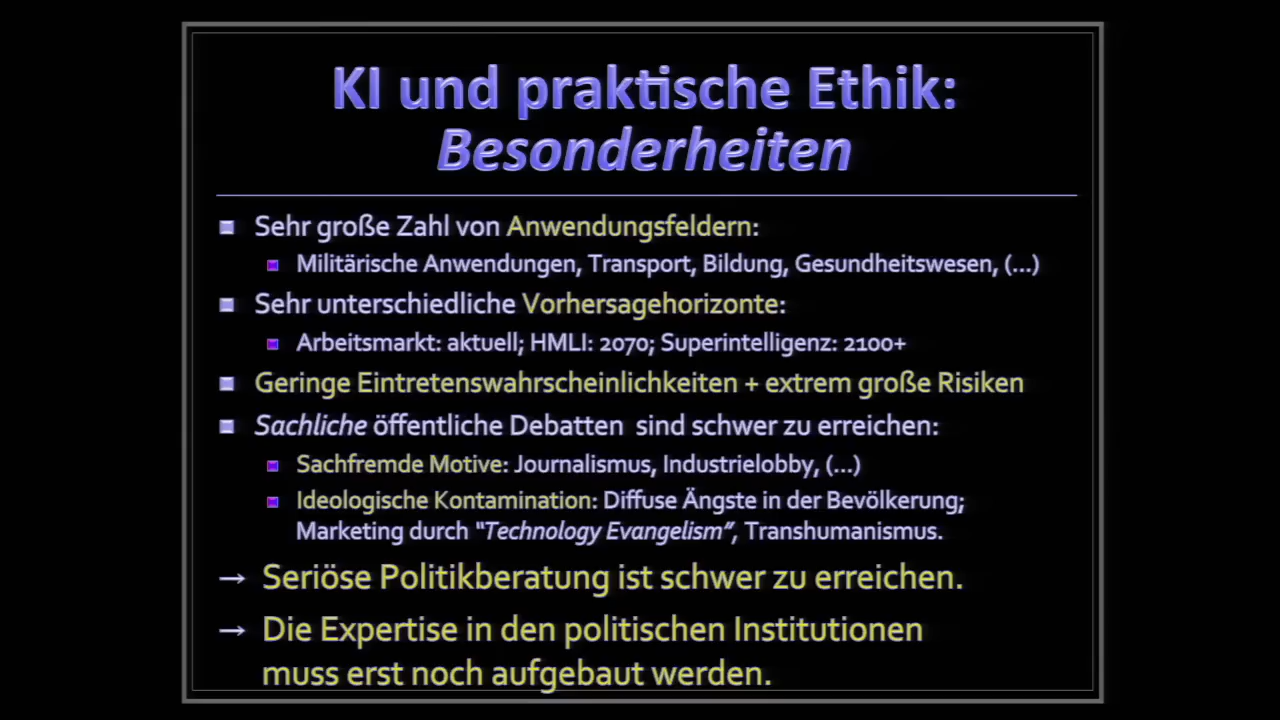 KI und praktische Ethik:
Besonderheiten
Sehr große Zahl von Anwendungsfeldern:
Militärische Anwendungen, Transport, Bildung, Gesundheitswesen, (...)
Sehr unterschiedliche Vorhersagehorizonte:
Arbeitsmarkt: aktuell; HMLI: 2070; Superintelligenz: 2100+
Geringe Eintretenswahrscheinlichkeiten + extrem große Risiken
Sachliche öffentliche Debatten sind schwer zu erreichen:
Sachfremde Motive: Journalismus, Industrielobby, (...)
Ideologische Kontamination: Diffuse Ängste in der Bevölkerung;
Marketing durch "Technology Evangelism", Transhumanismus.
→ Seriöse Politikberatung ist schwer zu erreichen.
→ Die Expertise in den politischen Institutionen
muss erst noch aufgebaut werden.